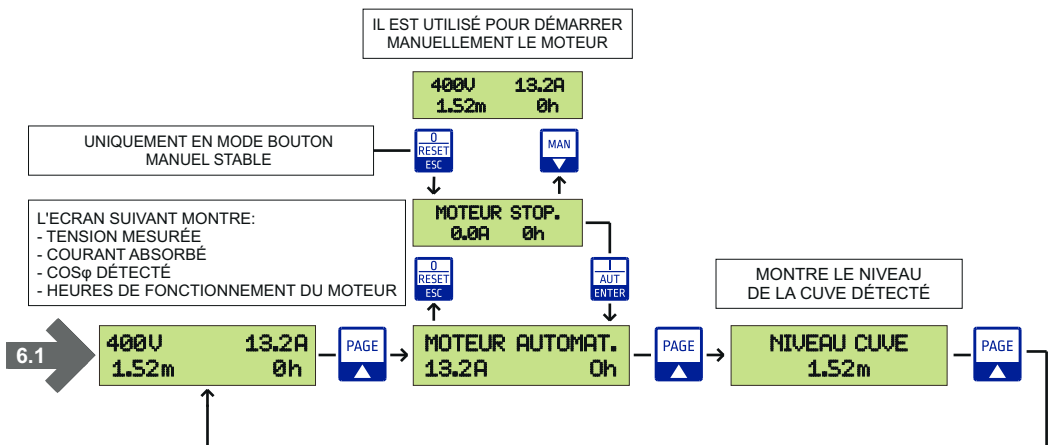 IL EST UTILISÉ POUR DÉMARRER
MANUELLEMENT LE MOTEUR
400V 13.2A
1.52m 0h
UNIQUEMENT EN MODE BOUTON
MANUEL STABLE
0
RESET
ESC
MAN
L'ECRAN SUIVANT MONTRE:
- TENSION MESURÉE
- COURANT ABSORBÉ
- COSφ DÉTECTÉ
- HEURES DE FONCTIONNEMENT DU MOTEUR
MOTEUR STOP.
0.0A 0h
0
RESET
ESC
I
AUT
ENTER
MONTRE LE NIVEAU
DE LA CUVE DÉTECTÉ
6.1
400V 13.2A
1.52m 0h
PAGE
MOTEUR AUTOMAT.
13.2A Oh
PAGE
NIVEAU CUVE
1.52m
PAGE